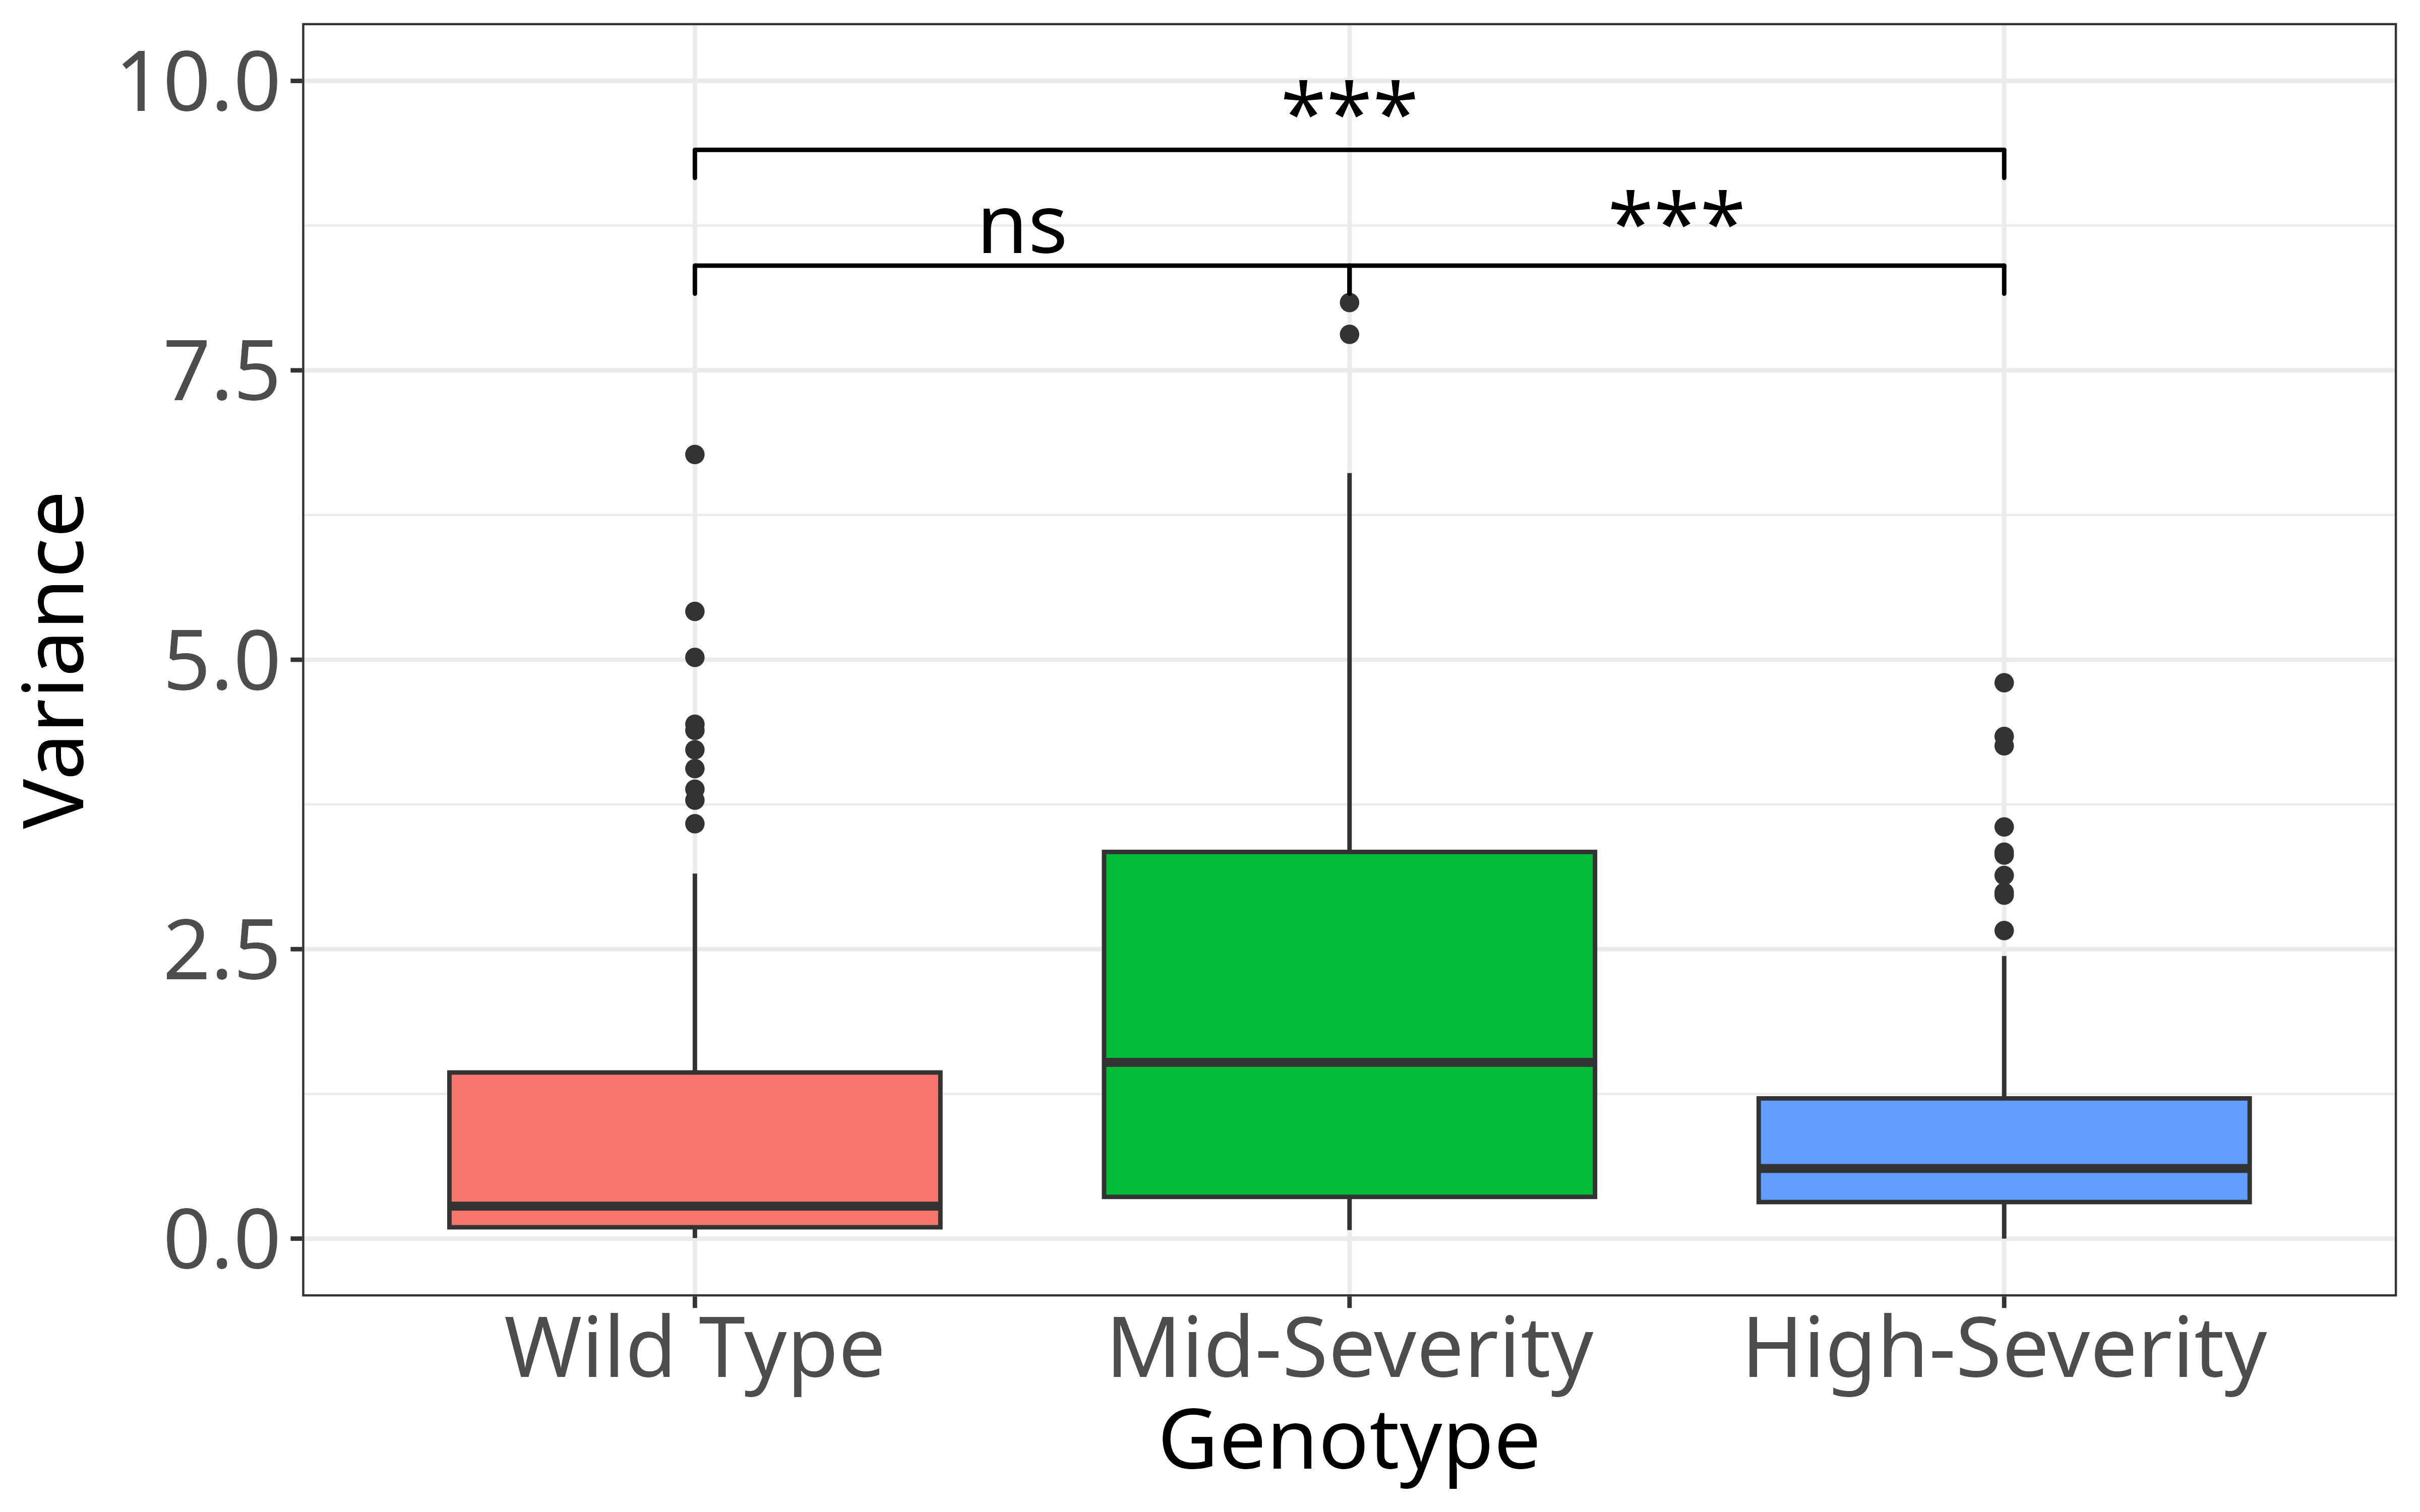 10.0
7.5
5.0
2.5
0.0
Variance
***
ns
***
Wild Type
Mid-Severity
High-Severity
Genotype